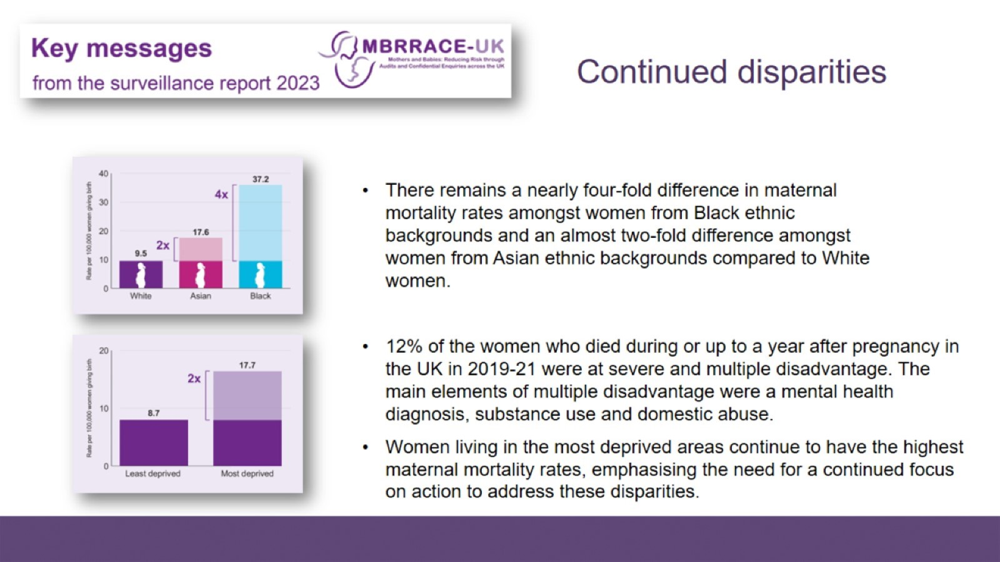 Key messages
from the surveillance report 2023
MBRRACE-UK
Mothers and Babies: Reducing Risk through
Audits and Confidential Enquiries across the UK
Continued disparities
Rate per 100,000 women giving birth
40
30
20
10
0
9.5
2x
17.6
4x
37.2
White
Asian
Black
• There remains a nearly four-fold difference in maternal
mortality rates amongst women from Black ethnic
backgrounds and an almost two-fold difference amongst
women from Asian ethnic backgrounds compared to White
women.
Rate per 100,000 women giving birth
20
10
0
8.7
2x
17.7
Least deprived
Most deprived
• 12% of the women who died during or up to a year after pregnancy in
the UK in 2019-21 were at severe and multiple disadvantage. The
main elements of multiple disadvantage were a mental health
diagnosis, substance use and domestic abuse.
• Women living in the most deprived areas continue to have the highest
maternal mortality rates, emphasising the need for a continued focus
on action to address these disparities.